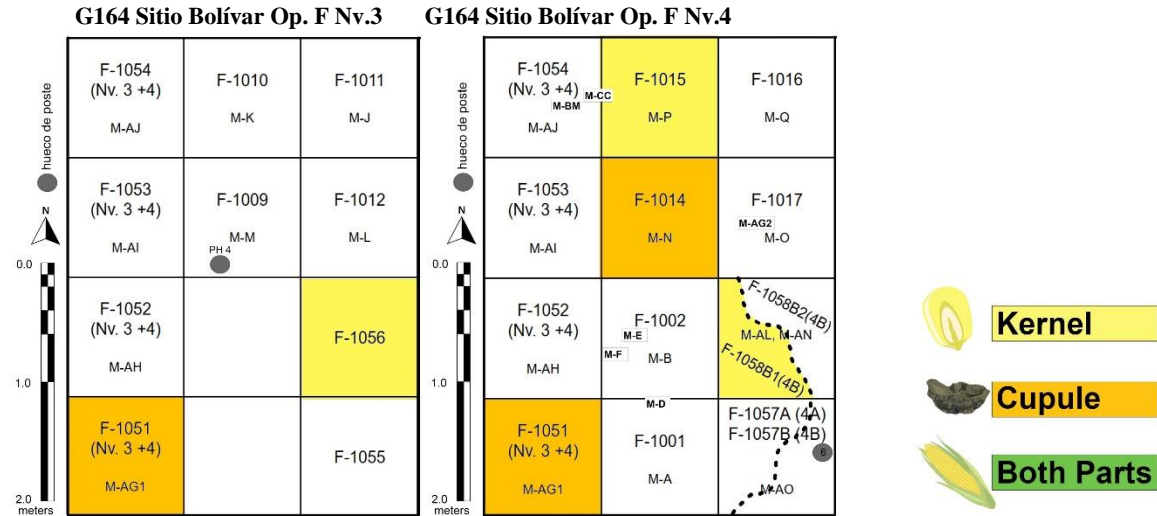 G164 Sitio Bolívar Op. F Nv.3
F-1054
(Nv. 3 +4)
M-AJ
F-1010
M-K
F-1011
M-J
F-1053
(Nv. 3 +4)
M-AI
F-1009
M-M
PH 4
F-1012
M-L
F-1052
(Nv. 3 +4)
M-AH
F-1056
F-1051
(Nv. 3 +4)
M-AG1
F-1055
hueco de poste
N
0.0
1.0
2.0
meters
G164 Sitio Bolívar Op. F Nv.4
F-1054
(Nv. 3 +4)
M-CC
M-BM
M-AJ
F-1015
M-P
F-1016
M-Q
F-1053
(Nv. 3 +4)
M-AI
F-1014
M-N
F-1017
M-AG2
M-O
F-1052
(Nv. 3 +4)
M-AH
F-1002
M-E
M-F
M-B
F-1058B2(4B)
M-AL, M-AN
F-1058B1(4B)
F-1051
(Nv. 3 +4)
M-AG1
M-D
F-1001
M-A
F-1057A (4A)
F-1057B (4B)
6
M-AO
hueco de poste
N
0.0
1.0
2.0
meters
Kernel
Cupule
Both Parts